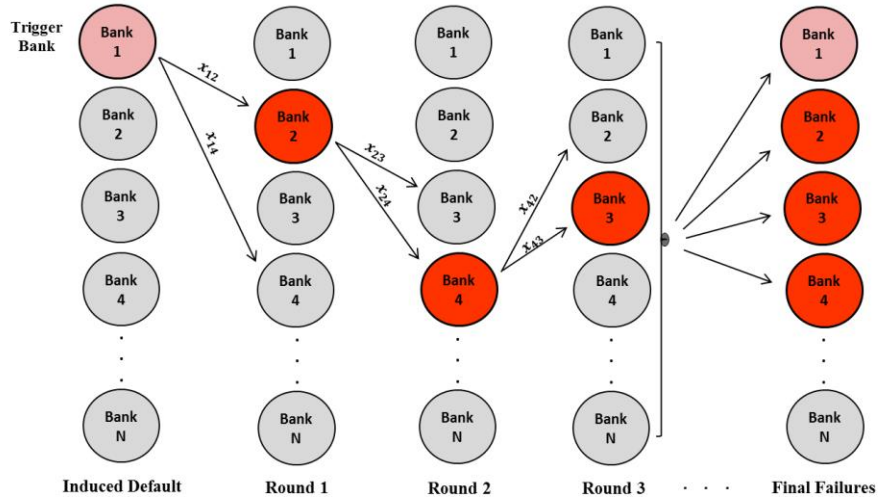 Trigger
Bank
Bank
1
Bank
2
Bank
3
Bank
4
. . .
Bank
N
Induced Default
x₁₂
x₁₄
Bank
1
Bank
2
Bank
3
Bank
4
. . .
Bank
N
Round 1
x₂₃
x₂₄
Bank
1
Bank
2
Bank
3
Bank
4
. . .
Bank
N
Round 2
x₄₂
x₄₃
Bank
1
Bank
2
Bank
3
Bank
4
. . .
Bank
N
Round 3
. . .
Bank
1
Bank
2
Bank
3
Bank
4
. . .
Bank
N
Final Failures